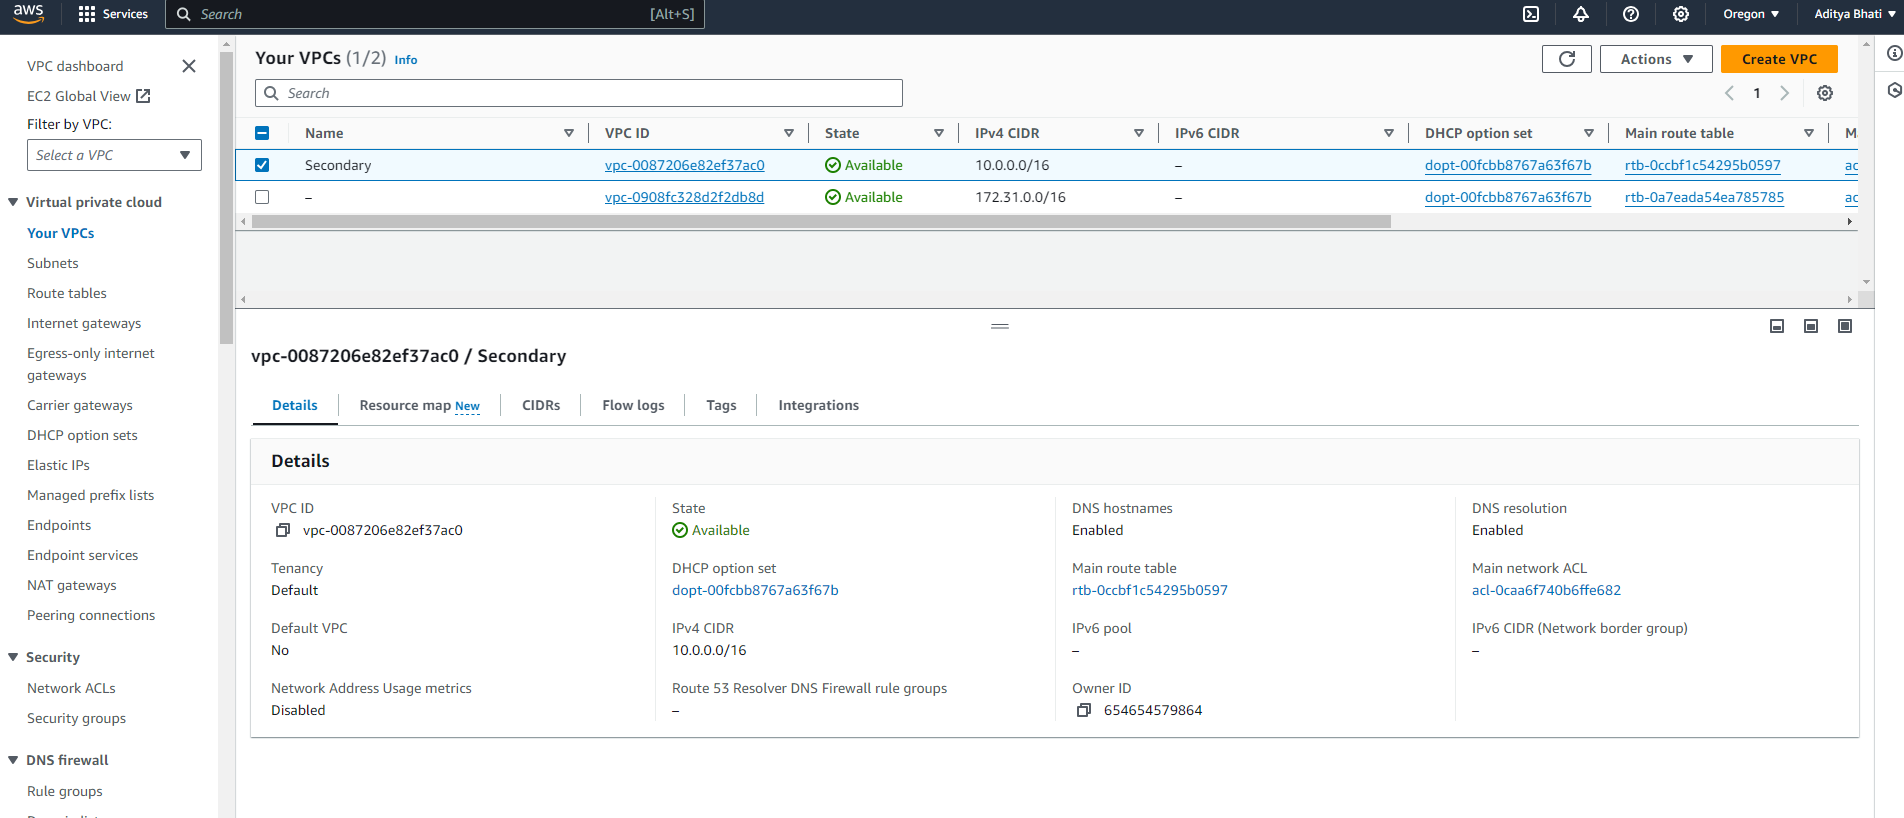 aws Services Search [Alt+S] Oregon Aditya Bhati
VPC dashboard
EC2 Global View
Filter by VPC:
Select a VPC
Virtual private cloud
Your VPCs
Subnets
Route tables
Internet gateways
Egress-only internet
gateways
Carrier gateways
DHCP option sets
Elastic IPs
Managed prefix lists
Endpoints
Endpoint services
NAT gateways
Peering connections
Security
Network ACLs
Security groups
DNS firewall
Rule groups
Your VPCs (1/2) Info Actions Create VPC
Search 1
Name VPC ID State IPv4 CIDR IPv6 CIDR DHCP option set Main route table
Secondary vpc-0087206e82ef37ac0 Available 10.0.0.0/16 – dopt-00fcbb8767a63f67b rtb-0ccbf1c54295b0597
– vpc-0908fc328d2f2db8d Available 172.31.0.0/16 – dopt-00fcbb8767a63f67b rtb-0a7eada54ea785785
vpc-0087206e82ef37ac0 / Secondary
Details Resource map New CIDRs Flow logs Tags Integrations
Details
VPC ID State DNS hostnames DNS resolution
vpc-0087206e82ef37ac0 Available Enabled Enabled
Tenancy DHCP option set Main route table Main network ACL
Default dopt-00fcbb8767a63f67b rtb-0ccbf1c54295b0597 acl-0caa6f740b6ffe682
Default VPC IPv4 CIDR IPv6 pool IPv6 CIDR (Network border group)
No 10.0.0.0/16 – –
Network Address Usage metrics Route 53 Resolver DNS Firewall rule groups Owner ID
Disabled – 654654579864